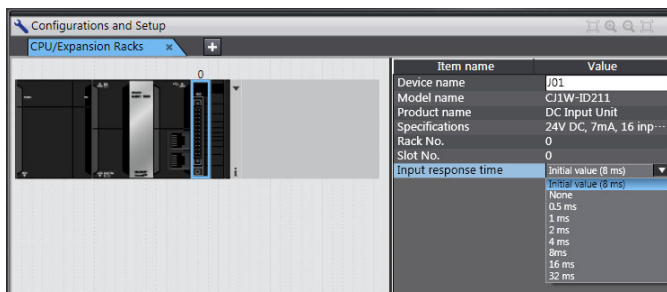 Configurations and Setup
CPU/Expansion Racks × +
0
Item name Value
Device name J01
Model name CJ1W-ID211
Product name DC Input Unit
Specifications 24V DC, 7mA, 16 inp···
Rack No. 0
Slot No. 0
Input response time Initial value (8 ms)
Initial value (8 ms)
None
0.5 ms
1 ms
2 ms
4 ms
8ms
16 ms
32 ms